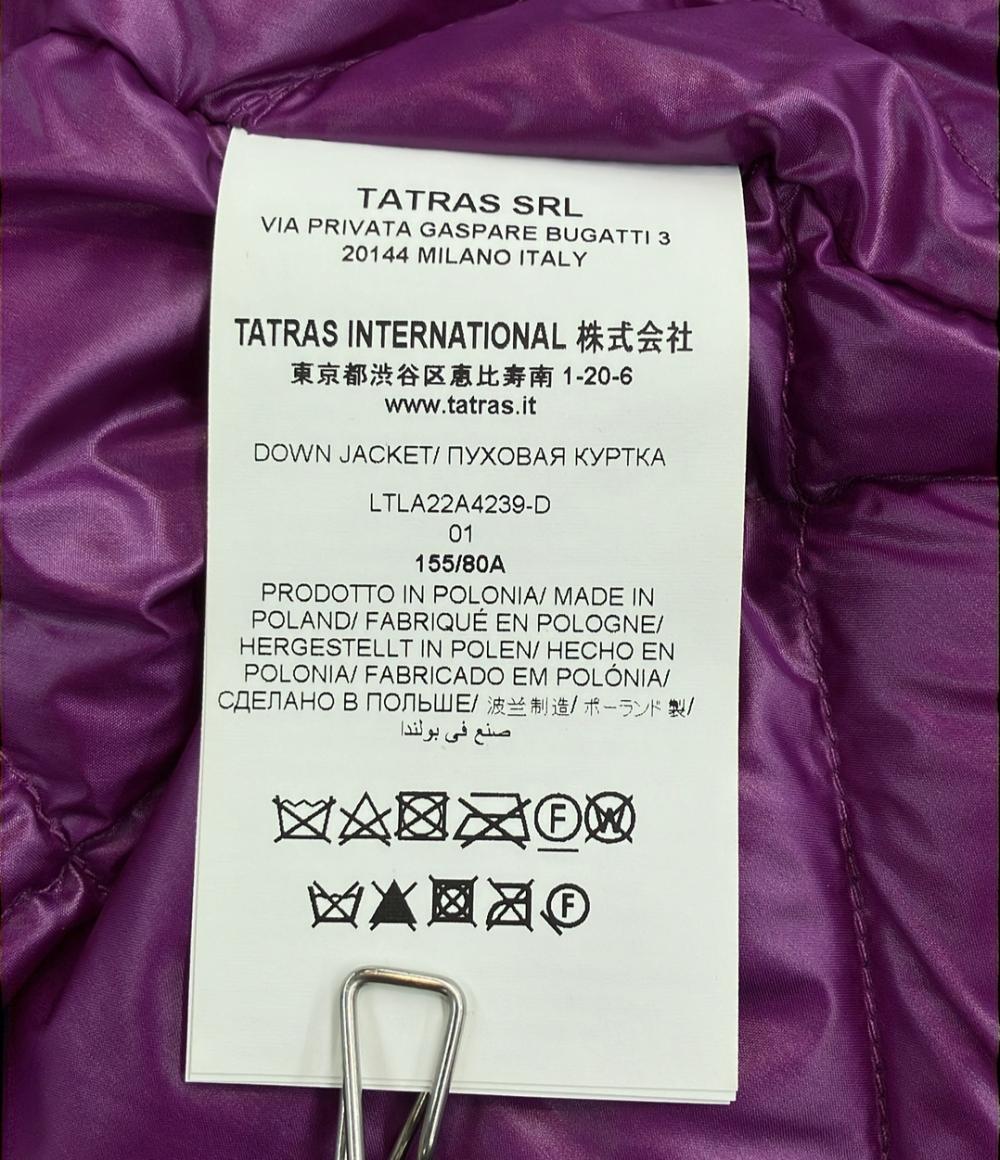 TATRAS SRL
VIA PRIVATA GASPARE BUGATTI 3
20144 MILANO ITALY
TATRAS INTERNATIONAL 株式会社
東京都渋谷区恵比寿南 1-20-6
www.tatras.it
DOWN JACKET/ ПУХОВАЯ КУРТКА
LTLA22A4239-D
01
155/80A
PRODOTTO IN POLONIA/ MADE IN
POLAND/ FABRIQUÉ EN POLOGNE/
HERGESTELLT IN POLEN/ HECHO EN
POLONIA/ FABRICADO EM POLÓNIA/
СДЕЛАНО В ПОЛЬШЕ/ 波兰制造/ ポーランド 製/
صنع في بولندا
F W
F